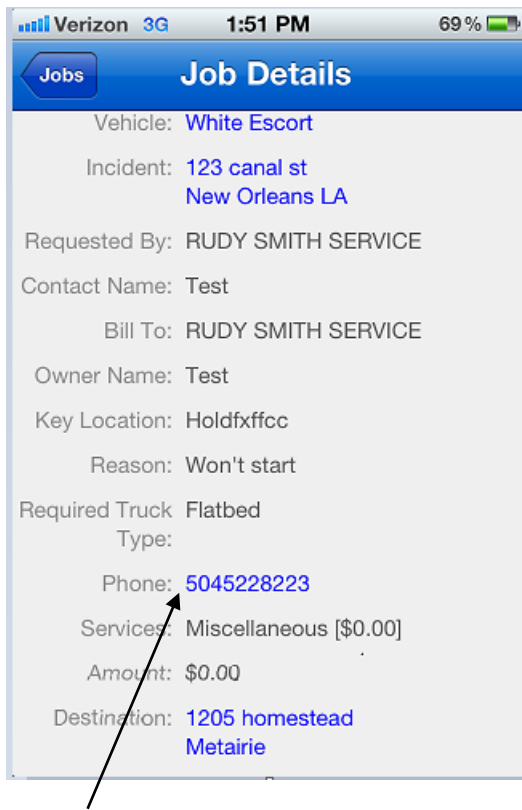 Verizon 3G 1:51 PM 69%
Jobs Job Details
Vehicle: White Escort
Incident: 123 canal st
New Orleans LA
Requested By: RUDY SMITH SERVICE
Contact Name: Test
Bill To: RUDY SMITH SERVICE
Owner Name: Test
Key Location: Holdfxffcc
Reason: Won't start
Required Truck Flatbed
Type:
Phone: 5045228223
Services: Miscellaneous [$0.00]
Amount: $0.00
Destination: 1205 homestead
Metairie